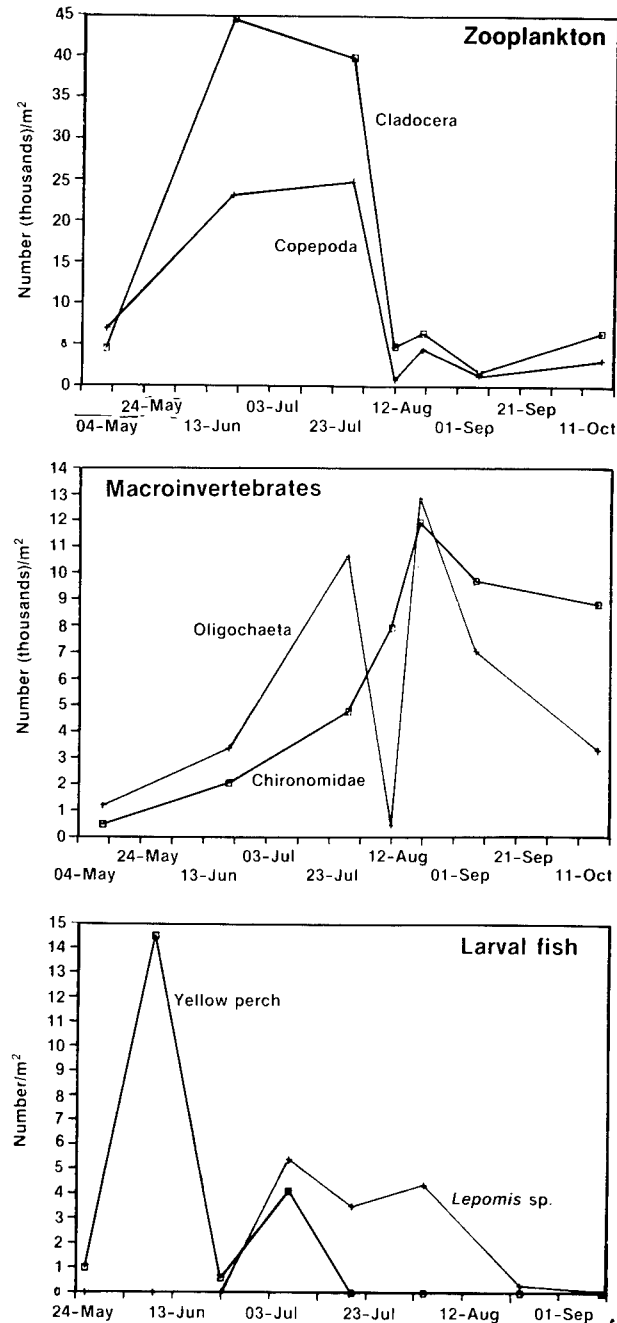 Zooplankton
Number (thousands)/m²
45
40
35
30
25
20
15
10
5
0
Cladocera
Copepoda
24-May 03-Jul 12-Aug 21-Sep
04-May 13-Jun 23-Jul 01-Sep 11-Oct
Macroinvertebrates
Number (thousands)/m²
14
13
12
11
10
9
8
7
6
5
4
3
2
1
0
Oligochaeta
Chironomidae
24-May 03-Jul 12-Aug 21-Sep
04-May 13-Jun 23-Jul 01-Sep 11-Oct
Larval fish
Number/m²
15
14
13
12
11
10
9
8
7
6
5
4
3
2
1
0
Yellow perch
Lepomis sp.
24-May 13-Jun 03-Jul 23-Jul 12-Aug 01-Sep